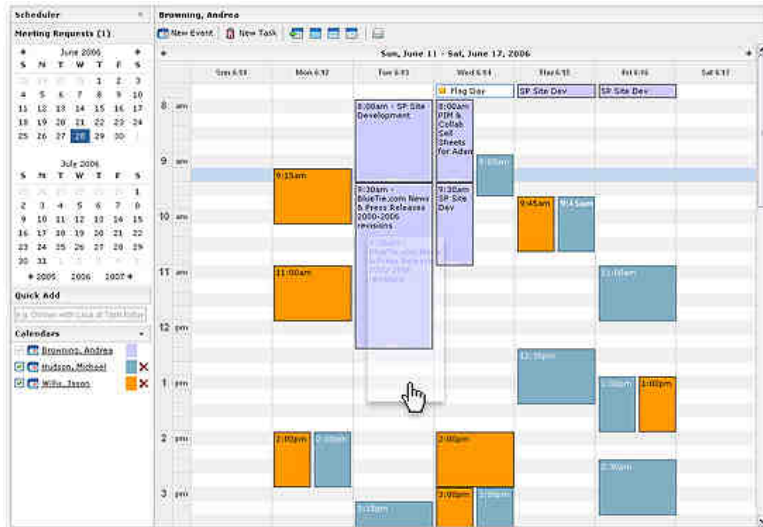 Scheduler
Meeting Requests (1)
June 2006
S M T W T F S
1 2 3
4 5 6 7 8 9 10
11 12 13 14 15 16 17
18 19 20 21 22 23 24
25 26 27 28 29 30
July 2006
S M T W T F S
1
2 3 4 5 6 7 8
9 10 11 12 13 14 15
16 17 18 19 20 21 22
23 24 25 26 27 28 29
30 31
2005 2006 2007
Quick Add
Calendars
Browning, Andrea
Hudson, Michael
Willis, Jason
Browning, Andrea
New Event
New Task
Sun, June 11 - Sat, June 17, 2006
Sun 6/11 Mon 6/12 Tue 6/13 Wed 6/14 Thu 6/15 Fri 6/16 Sat 6/17
Flag Day
SP Site Dev
SP Site Dev
8 am
8:00am - SP Site
Development
8:00am
PIM &
Collab
Sell
Sheets
for Adam
9 am
9:00am
9:15am
9:30am -
BlueTie.com News
& Press Releases
2000-2006
revisions
9:30am
SP Site
Dev
9:45am
9:45am
10 am
11 am
11:00am
11:00am
12 pm
12:30pm
1 pm
1:00pm
1:00pm
2 pm
2:00pm
2:00pm
2:00pm
2:30pm
3 pm
3:00pm
3:00pm
3:15pm